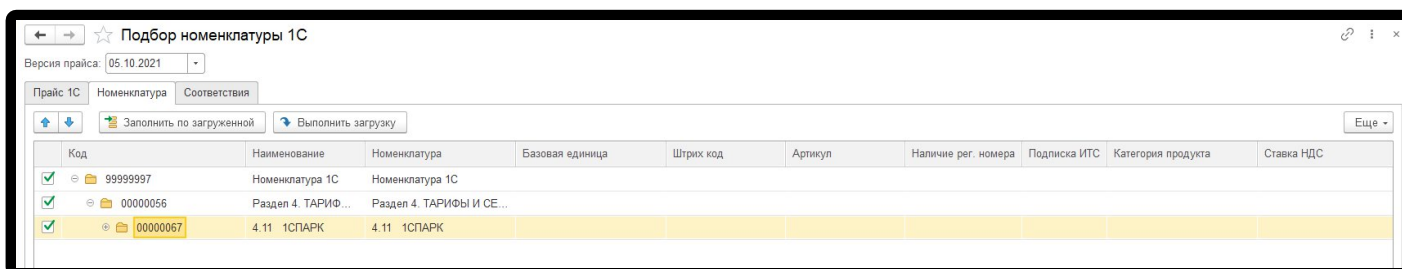 Подбор номенклатуры 1С
Версия прайса: 05.10.2021
Прайс 1С Номенклатура Соответствия
Заполнить по загруженной Выполнить загрузку Еще
Код Наименование Номенклатура Базовая единица Штрих код Артикул Наличие рег. номера Подписка ИТС Категория продукта Ставка НДС
99999997 Номенклатура 1С Номенклатура 1С
00000056 Раздел 4. ТАРИФ... Раздел 4. ТАРИФЫ И СЕ...
00000067 4.11 1СПАРК 4.11 1СПАРК